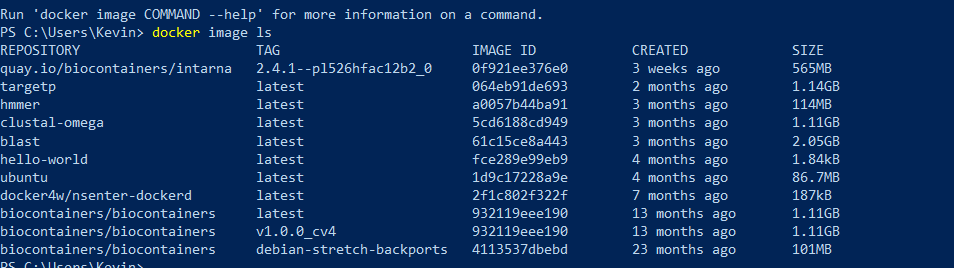 Run 'docker image COMMAND --help' for more information on a command.
PS C:\Users\Kevin> docker image ls
REPOSITORY TAG IMAGE ID CREATED SIZE
quay.io/biocontainers/intarna 2.4.1--pl526hfac12b2_0 0f921ee376e0 3 weeks ago 565MB
targetp latest 064eb91de693 2 months ago 1.14GB
hmmer latest a0057b44ba91 3 months ago 114MB
clustal-omega latest 5cd6188cd949 3 months ago 1.11GB
blast latest 61c15ce8a443 3 months ago 2.05GB
hello-world latest fce289e99eb9 4 months ago 1.84kB
ubuntu latest 1d9c17228a9e 4 months ago 86.7MB
docker4w/nsenter-dockerd latest 2f1c802f322f 7 months ago 187kB
biocontainers/biocontainers latest 932119eee190 13 months ago 1.11GB
biocontainers/biocontainers v1.0.0_cv4 932119eee190 13 months ago 1.11GB
biocontainers/biocontainers debian-stretch-backports 4113537dbebd 23 months ago 101MB
PS C:\Users\Kevin>